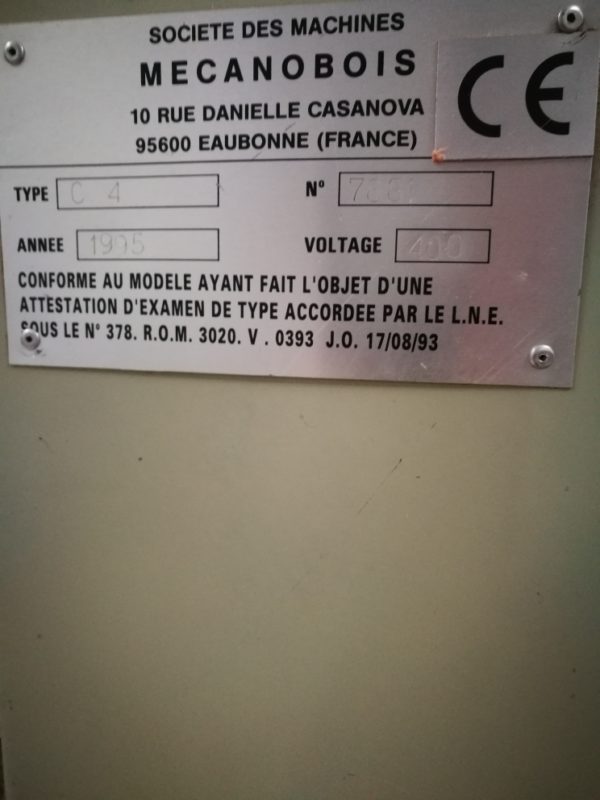 SOCIETE DES MACHINES
MECANOBOIS
10 RUE DANIELLE CASANOVA
95600 EAUBONNE (FRANCE)
CE
TYPE C 4
N°
ANNEE 1995
VOLTAGE 400
CONFORME AU MODELE AYANT FAIT L'OBJET D'UNE
ATTESTATION D'EXAMEN DE TYPE ACCORDEE PAR LE L.N.E.
SOUS LE N° 378. R.O.M. 3020. V . 0393 J.O. 17/08/93